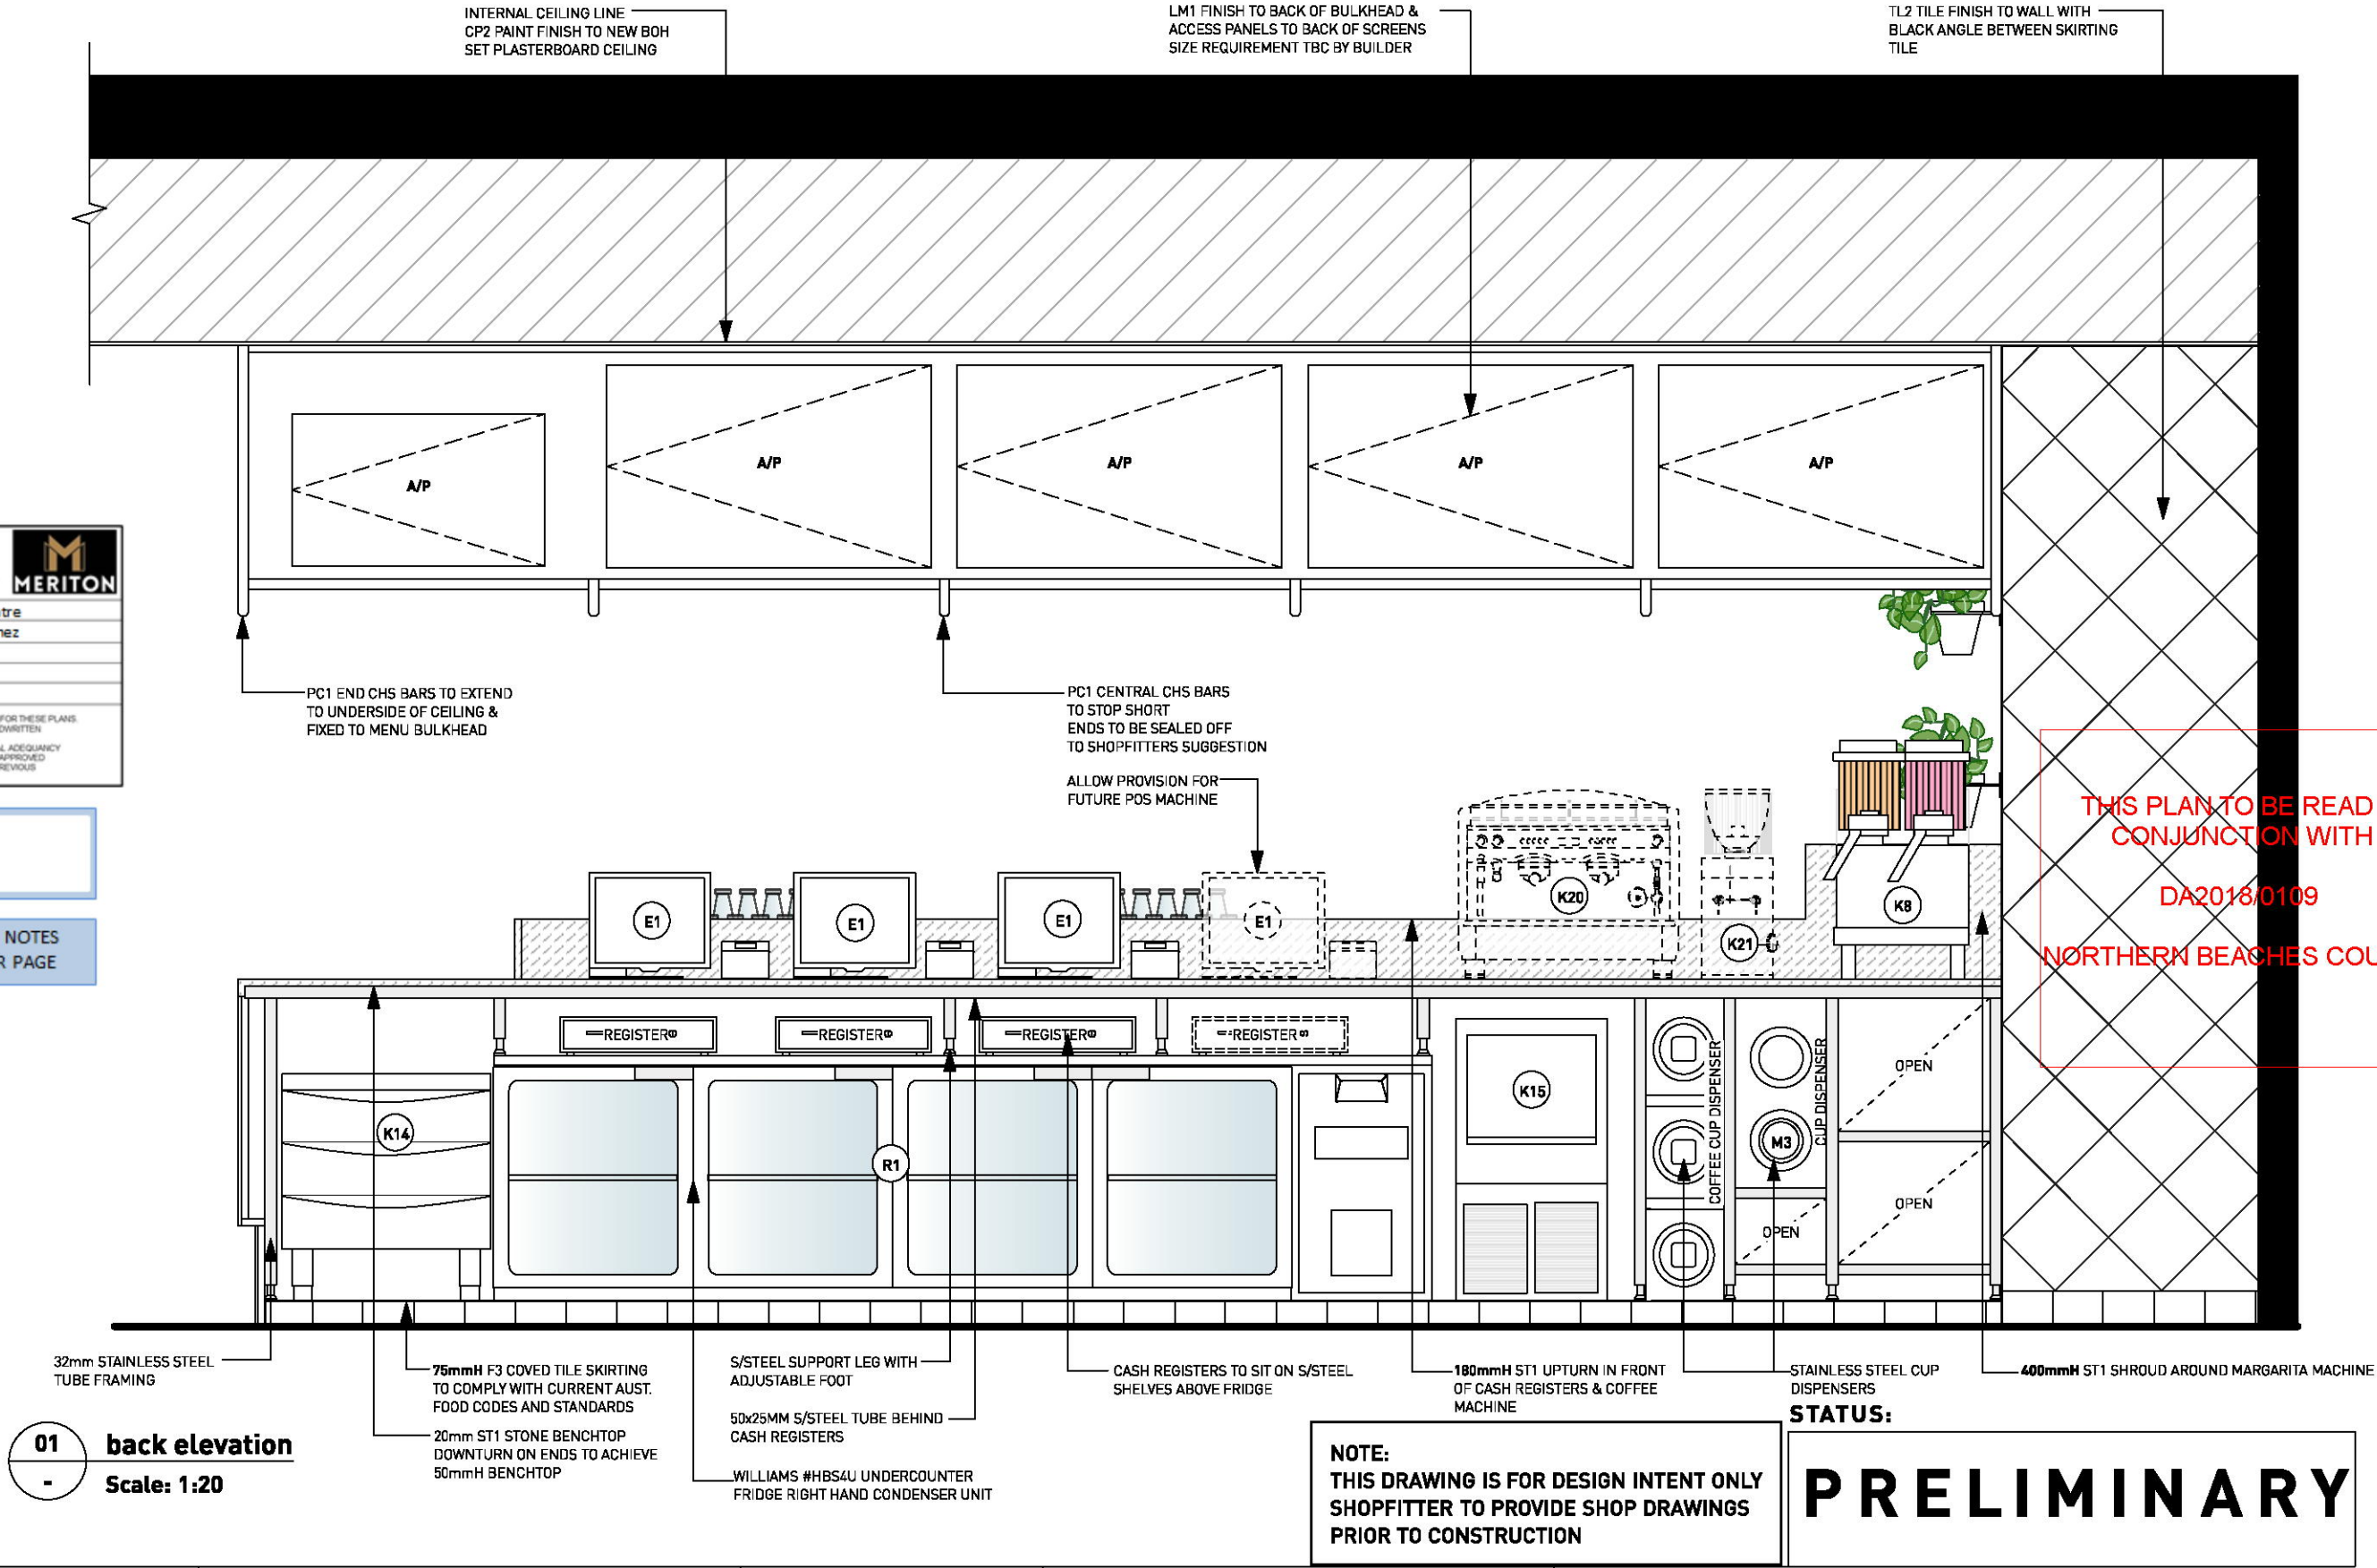 INTERNAL CEILING LINE
CP2 PAINT FINISH TO NEW BOH
SET PLASTERBOARD CEILING
LM1 FINISH TO BACK OF BULKHEAD &
ACCESS PANELS TO BACK OF SCREENS
SIZE REQUIREMENT TBC BY BUILDER
TL2 TILE FINISH TO WALL WITH
BLACK ANGLE BETWEEN SKIRTING
TILE
A/P
A/P
A/P
A/P
A/P
MERITON
tre
nez
FOR THESE PLANS.
DWRITTEN
L ADEQUANCY
APPROVED
REVIOUS
NOTES
R PAGE
PC1 END CHS BARS TO EXTEND
TO UNDERSIDE OF CEILING &
FIXED TO MENU BULKHEAD
PC1 CENTRAL CHS BARS
TO STOP SHORT
ENDS TO BE SEALED OFF
TO SHOPFITTERS SUGGESTION
ALLOW PROVISION FOR
FUTURE POS MACHINE
THIS PLAN TO BE READ
CONJUNCTION WITH
DA2018/0109
NORTHERN BEACHES COU
E1
E1
E1
E1
K20
K21
K8
REGISTER
REGISTER
REGISTER
REGISTER
K14
R1
K15
COFFEE CUP DISPENSER
M3
CUP DISPENSER
OPEN
OPEN
OPEN
32mm STAINLESS STEEL
TUBE FRAMING
75mmH F3 COVED TILE SKIRTING
TO COMPLY WITH CURRENT AUST.
FOOD CODES AND STANDARDS
20mm ST1 STONE BENCHTOP
DOWNTURN ON ENDS TO ACHIEVE
50mmH BENCHTOP
S/STEEL SUPPORT LEG WITH
ADJUSTABLE FOOT
50x25MM S/STEEL TUBE BEHIND
CASH REGISTERS
WILLIAMS #HBS4U UNDERCOUNTER
FRIDGE RIGHT HAND CONDENSER UNIT
CASH REGISTERS TO SIT ON S/STEEL
SHELVES ABOVE FRIDGE
180mmH ST1 UPTURN IN FRONT
OF CASH REGISTERS & COFFEE
MACHINE
STAINLESS STEEL CUP
DISPENSERS
400mmH ST1 SHROUD AROUND MARGARITA MACHINE
01
-
back elevation
Scale: 1:20
NOTE:
THIS DRAWING IS FOR DESIGN INTENT ONLY
SHOPFITTER TO PROVIDE SHOP DRAWINGS
PRIOR TO CONSTRUCTION
STATUS:
PRELIMINARY